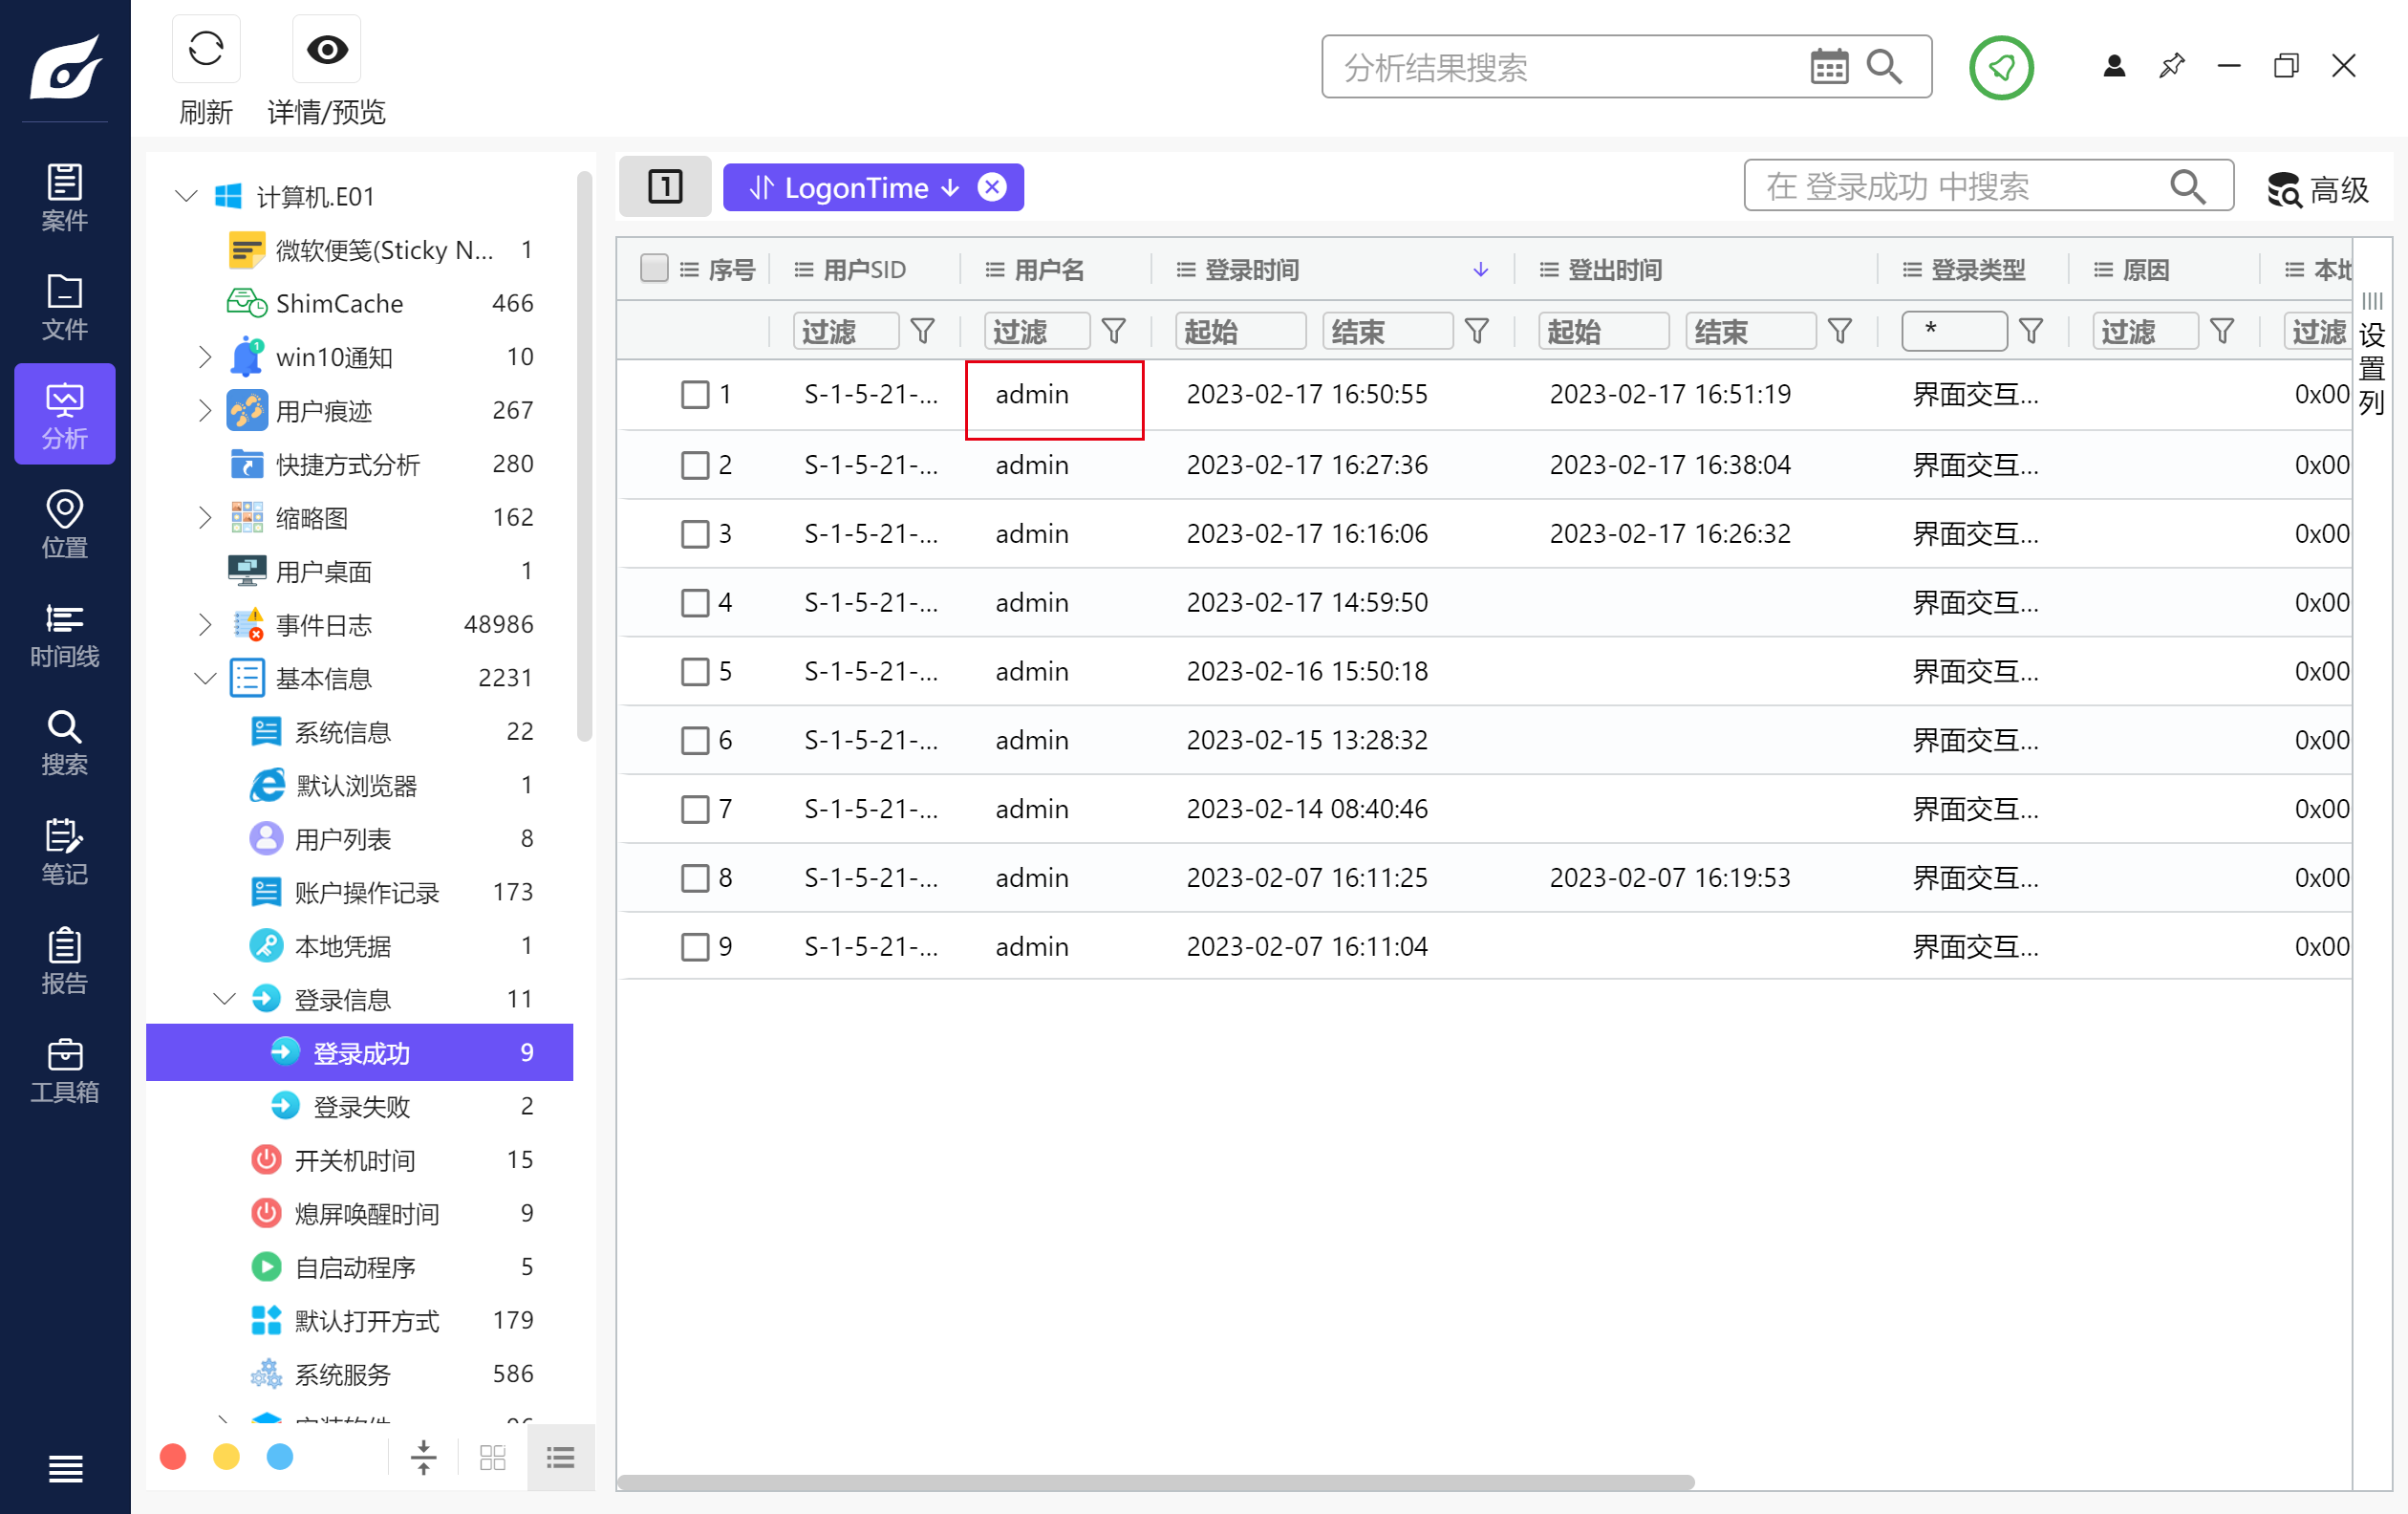 刷新
详情/预览
分析结果搜索
案件
文件
分析
位置
时间线
搜索
笔记
报告
工具箱
计算机.E01
微软便笺(Sticky N... 1
ShimCache 466
win10通知 10
用户痕迹 267
快捷方式分析 280
缩略图 162
用户桌面 1
事件日志 48986
基本信息 2231
系统信息 22
默认浏览器 1
用户列表 8
账户操作记录 173
本地凭据 1
登录信息 11
登录成功 9
登录失败 2
开关机时间 15
熄屏唤醒时间 9
自启动程序 5
默认打开方式 179
系统服务 586
1 LogonTime
在 登录成功 中搜索
高级
序号 用户SID 用户名 登录时间 登出时间 登录类型 原因 本地
过滤 过滤 起始 结束 起始 结束 * 过滤 过滤
1 S-1-5-21-... admin 2023-02-17 16:50:55 2023-02-17 16:51:19 界面交互... 0x00
2 S-1-5-21-... admin 2023-02-17 16:27:36 2023-02-17 16:38:04 界面交互... 0x00
3 S-1-5-21-... admin 2023-02-17 16:16:06 2023-02-17 16:26:32 界面交互... 0x00
4 S-1-5-21-... admin 2023-02-17 14:59:50 界面交互... 0x00
5 S-1-5-21-... admin 2023-02-16 15:50:18 界面交互... 0x00
6 S-1-5-21-... admin 2023-02-15 13:28:32 界面交互... 0x00
7 S-1-5-21-... admin 2023-02-14 08:40:46 界面交互... 0x00
8 S-1-5-21-... admin 2023-02-07 16:11:25 2023-02-07 16:19:53 界面交互... 0x00
9 S-1-5-21-... admin 2023-02-07 16:11:04 界面交互... 0x00
设置列